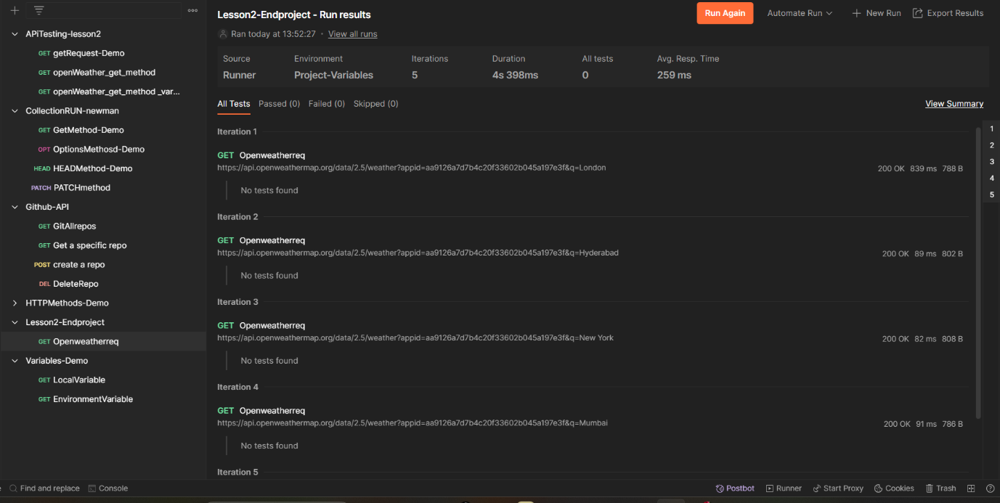 Lesson2-Endproject - Run results
Run Again
Automate Run
New Run
Export Results
Ran today at 13:52:27 · View all runs
Source Environment Iterations Duration All tests Avg. Resp. Time
Runner Project-Variables 5 4s 398ms 0 259 ms
All Tests Passed (0) Failed (0) Skipped (0)
View Summary
APiTesting-lesson2
GET getRequest-Demo
GET openWeather_get_method
GET openWeather_get_method _var...
CollectionRUN-newman
GET GetMethod-Demo
OPT OptionsMethosd-Demo
HEAD HEADMethod-Demo
PATCH PATCHmethod
Github-API
GET GitAllrepos
GET Get a specific repo
POST create a repo
DEL DeleteRepo
HTTPMethods-Demo
Lesson2-Endproject
GET Openweatherreq
Variables-Demo
GET LocalVariable
GET EnvironmentVariable
Iteration 1
GET Openweatherreq
https://api.openweathermap.org/data/2.5/weather?appid=aa9126a7d7b4c20f33602b045a197e3f&q=London
200 OK 839 ms 788 B
No tests found
Iteration 2
GET Openweatherreq
https://api.openweathermap.org/data/2.5/weather?appid=aa9126a7d7b4c20f33602b045a197e3f&q=Hyderabad
200 OK 89 ms 802 B
No tests found
Iteration 3
GET Openweatherreq
https://api.openweathermap.org/data/2.5/weather?appid=aa9126a7d7b4c20f33602b045a197e3f&q=New York
200 OK 82 ms 808 B
No tests found
Iteration 4
GET Openweatherreq
https://api.openweathermap.org/data/2.5/weather?appid=aa9126a7d7b4c20f33602b045a197e3f&q=Mumbai
200 OK 91 ms 786 B
No tests found
Iteration 5
1
2
3
4
5
Find and replace
Console
Postbot
Runner
Start Proxy
Cookies
Trash